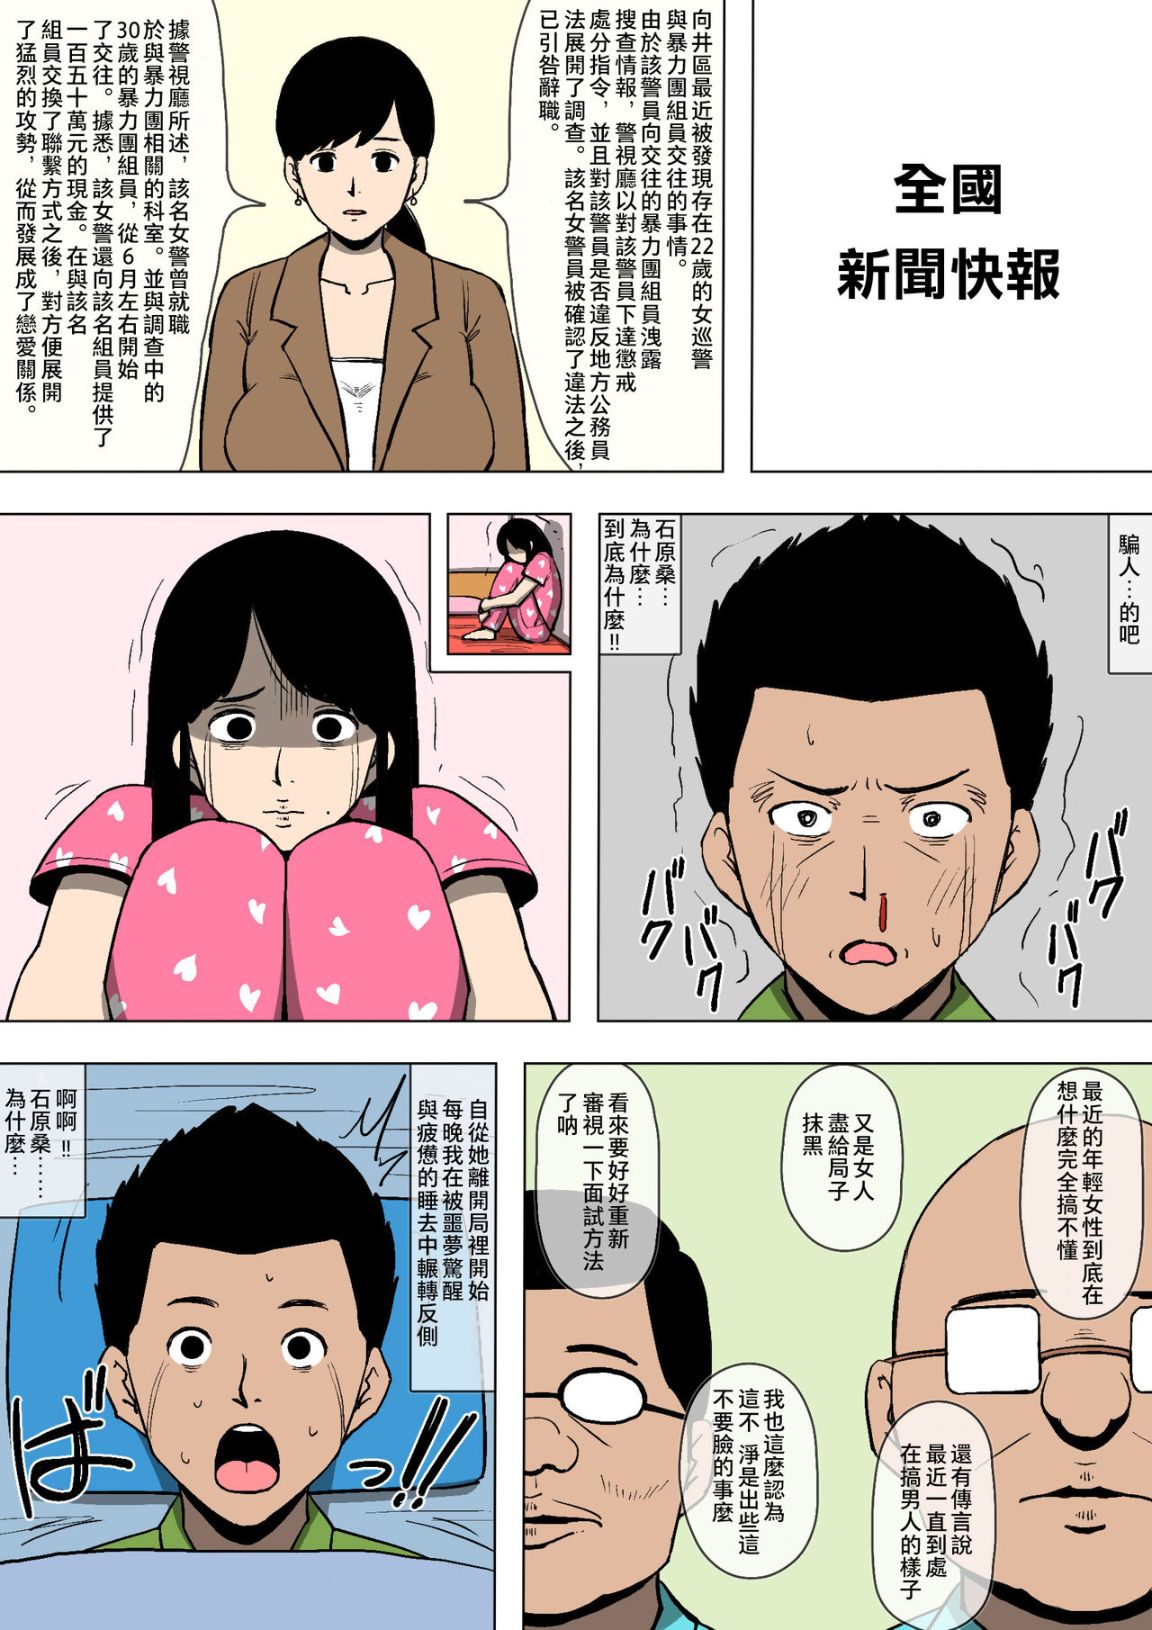 全國
新聞快報
向井區最近被發現存在22歲的女巡警
與暴力團組員交往的事情。
由於該警員向交往的暴力團組員洩露
搜查情報，警視廳以對該警員下達懲戒
處分指令，並且對該警員是否違反地方公務員
法展開了調查。該名女警員被確認了違法之後，
已引咎辭職。
據警視廳所述，該名女警曾就職
於與暴力團相關的科室。並與調查中的
30歲的暴力團組員，從6月左右開始
了交往。據悉，該女警還向該名組員提供了
一百五十萬元的現金。在與該名
組員交換了聯繫方式之後，對方便展開
了猛烈的攻勢，從而發展成了戀愛關係。
騙人…的吧
石原桑…
為什麼…
到底為什麼!!
バク
バク
バク
バク
最近的年輕女性到底在
想什麼完全搞不懂
又是女人
盡給局子
抹黑
看來要好好重新
審視一下面試方法
了吶
還有傳言說
最近一直到處
在搞男人的樣子
我也這麼認為
這不 淨是出些這
不要臉的事麼
自從她離開局裡開始
每晚我在被噩夢驚醒
與疲憊的睡去中輾轉反側
啊啊!!
石原桑……
為什麼…
ばっ!!